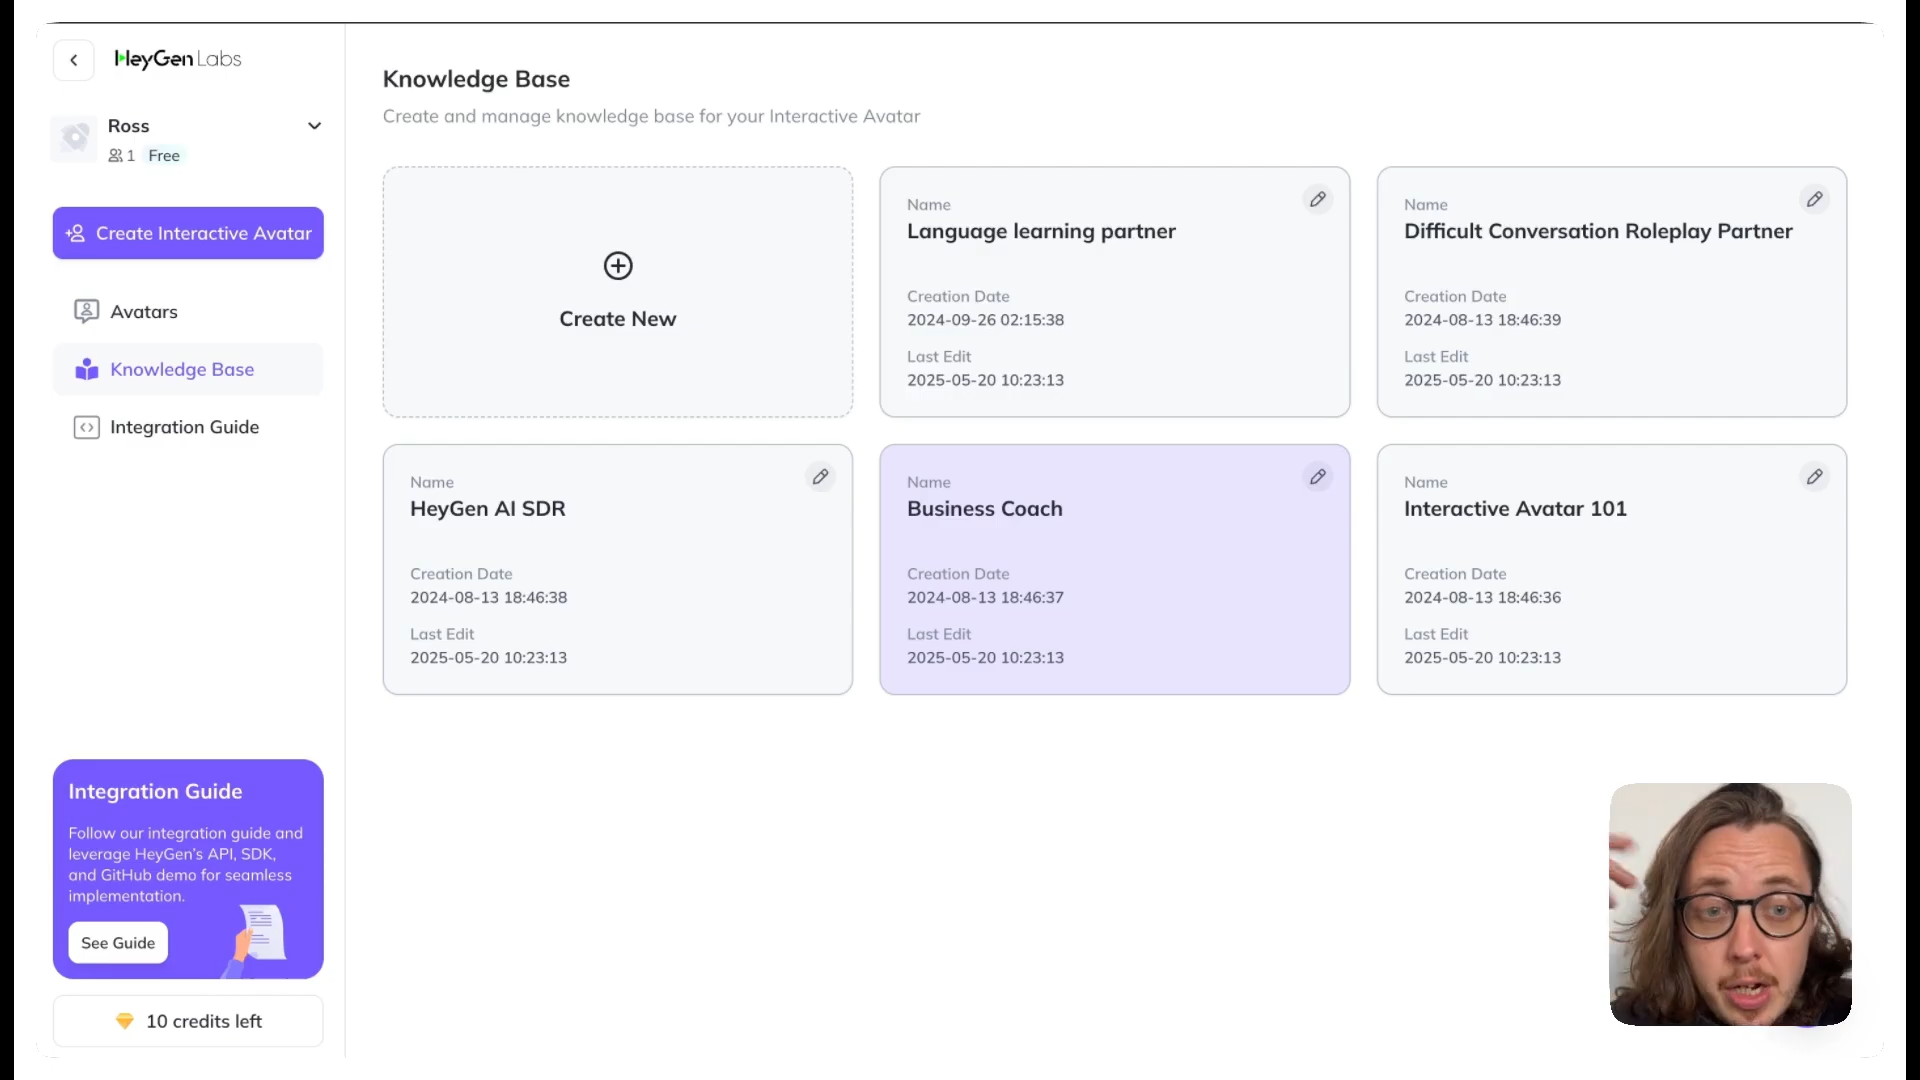 HeyGen Labs
Ross
1 Free
Create Interactive Avatar
Avatars
Knowledge Base
Integration Guide
Integration Guide
Follow our integration guide and
leverage HeyGen's API, SDK,
and GitHub demo for seamless
implementation.
See Guide
10 credits left
Knowledge Base
Create and manage knowledge base for your Interactive Avatar
Create New
Name
Language learning partner
Creation Date
2024-09-26 02:15:38
Last Edit
2025-05-20 10:23:13
Name
Difficult Conversation Roleplay Partner
Creation Date
2024-08-13 18:46:39
Last Edit
2025-05-20 10:23:13
Name
HeyGen AI SDR
Creation Date
2024-08-13 18:46:38
Last Edit
2025-05-20 10:23:13
Name
Business Coach
Creation Date
2024-08-13 18:46:37
Last Edit
2025-05-20 10:23:13
Name
Interactive Avatar 101
Creation Date
2024-08-13 18:46:36
Last Edit
2025-05-20 10:23:13